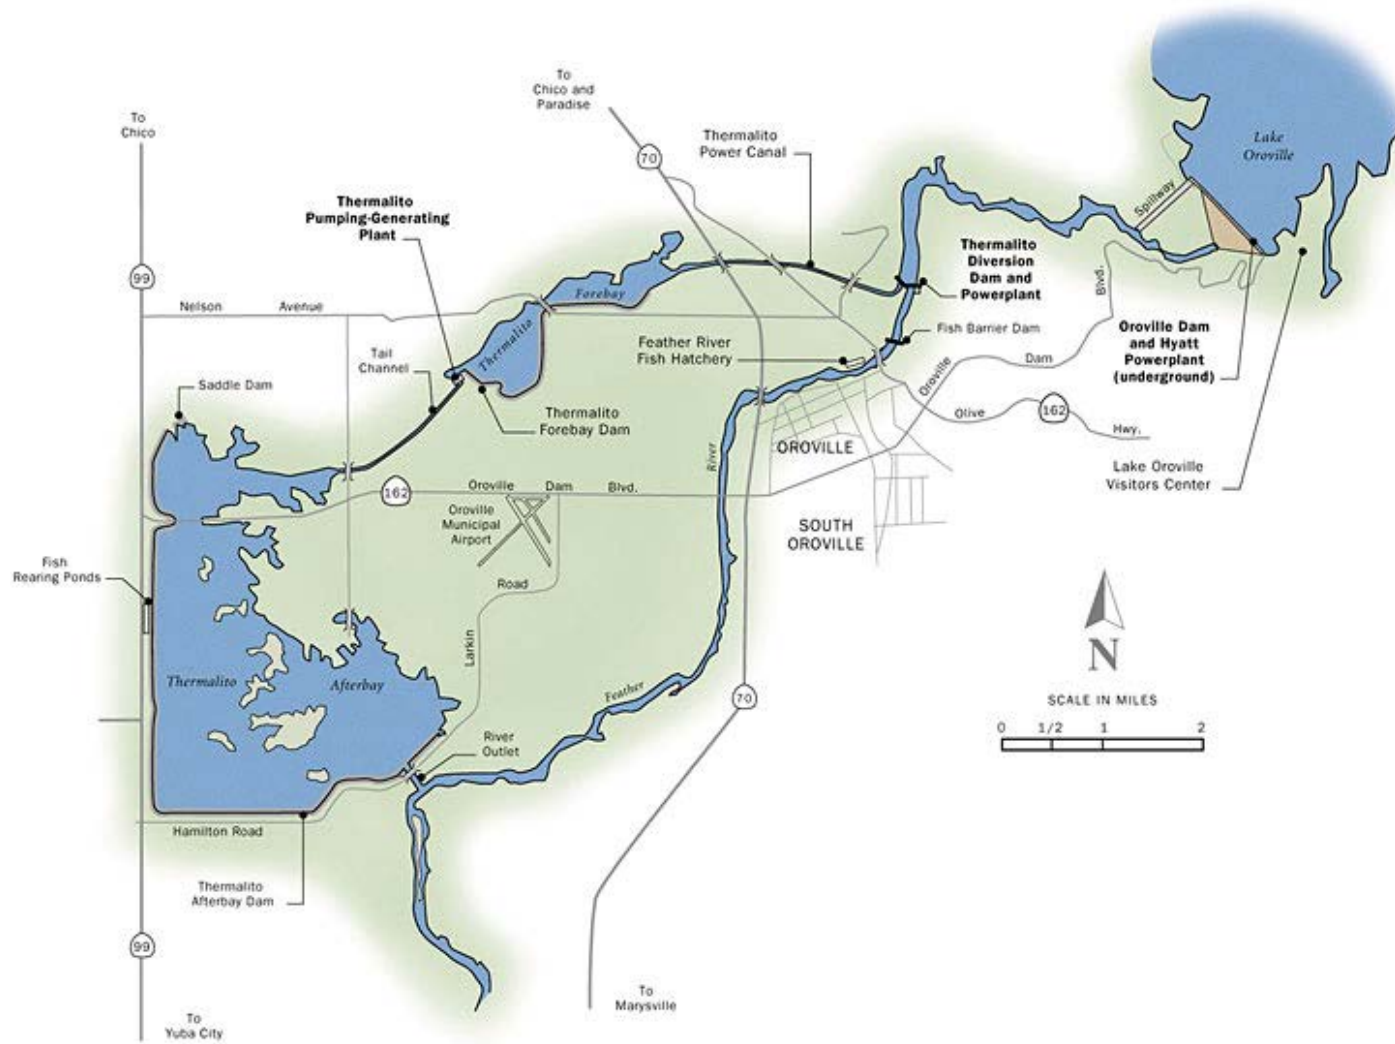 To
Chico and
Paradise
To
Chico
70
Thermalito
Power Canal
Lake
Oroville
Spillway
Thermalito
Pumping-Generating
Plant
Thermalito
Diversion
Dam and
Powerplant
99
Nelson Avenue
Forebay
Thermalito
Blvd.
Fish Barrier Dam
Feather River
Fish Hatchery
Oroville Dam
and Hyatt
Powerplant
(underground)
Tail
Channel
Saddle Dam
Oroville
Dam
Thermalito
Forebay Dam
Olive
162
Hwy.
River
OROVILLE
Lake Oroville
Visitors Center
162
Oroville Dam Blvd.
Oroville
Municipal
Airport
SOUTH
OROVILLE
Fish
Rearing Ponds
Road
Larkin
N
Thermalito
Afterbay
Feather
70
SCALE IN MILES
0 1/2 1 2
River
Outlet
Hamilton Road
Thermalito
Afterbay Dam
99
To
Marysville
To
Yuba City